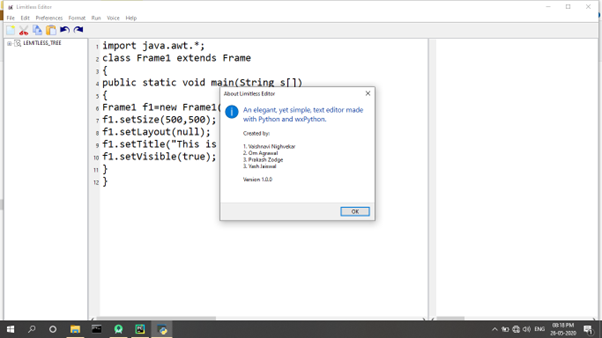 Limitless Editor
File Edit Preferences Format Run Voice Help
LEMITLESS_TREE
1 import java.awt.*;
2 class Frame1 extends Frame
3 {
4 public static void main(String s[])
5 {
6 Frame1 f1=new Frame1(
7 f1.setSize(500,500);
8 f1.setLayout(null);
9 f1.setTitle("This is
10 f1.setVisible(true);
11 }
12 }
About Limitless Editor
An elegant, yet simple, text editor made
with Python and wxPython.
Created by:
1. Vaishnavi Nighvekar
2. Om Agrawal
3. Prakash Zodge
3. Yash Jaiswal
Version 1.0.0
OK
ENG
08:18 PM
26-05-2020